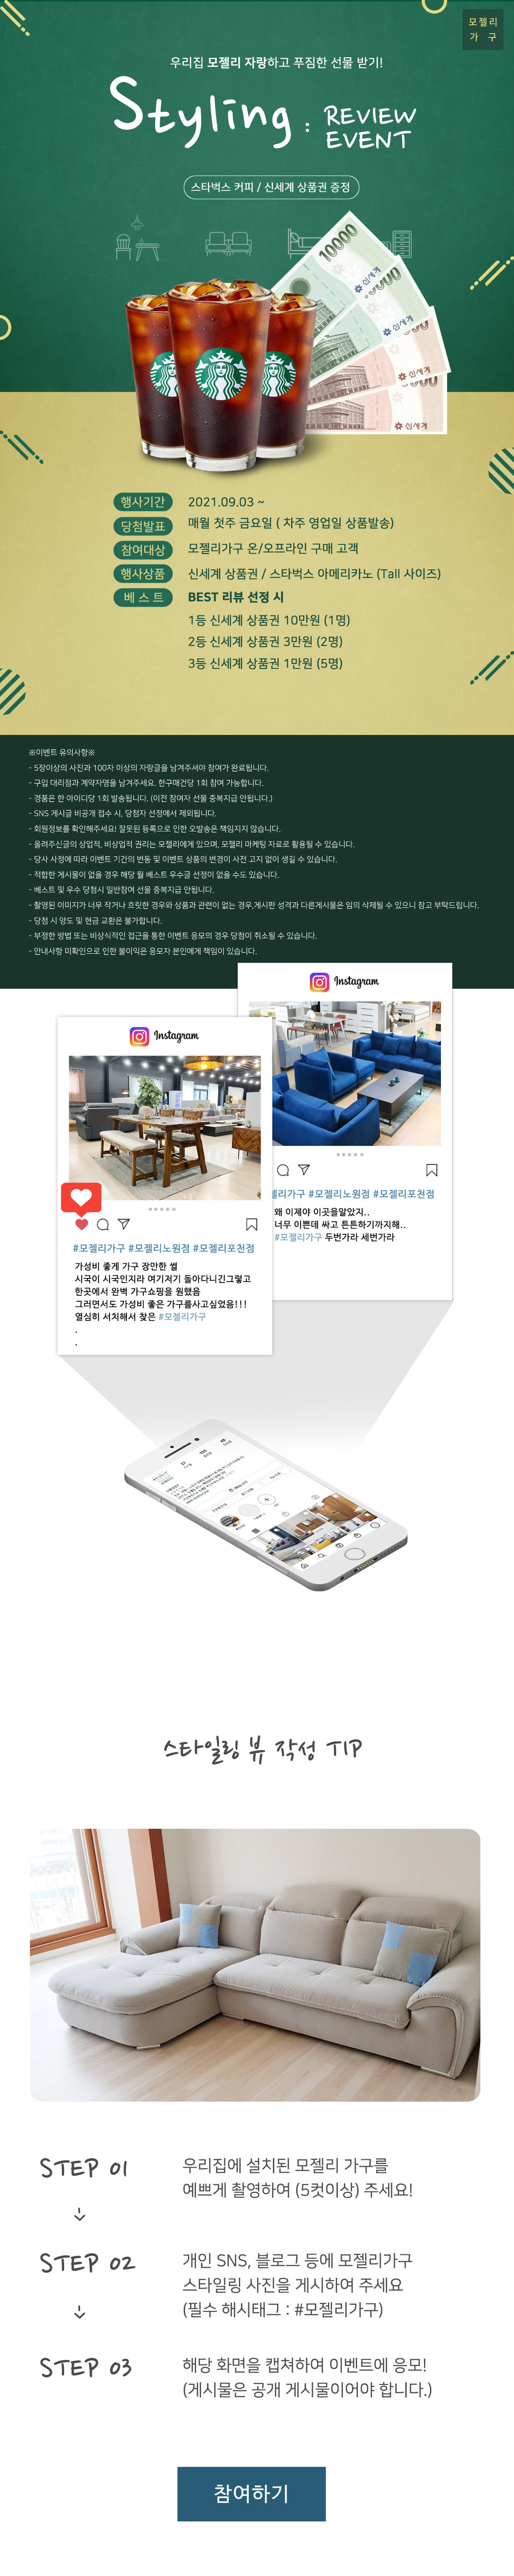 모젤리
가 구
우리집 모젤리 자랑하고 푸짐한 선물 받기!
Styling : REVIEW
EVENT
스타벅스 커피 / 신세계 상품권 증정
10000
신세계
신세계
신세계
신세계
행사기간 2021.09.03 ~
당첨발표 매월 첫주 금요일 ( 차주 영업일 상품발송)
참여대상 모젤리가구 온/오프라인 구매 고객
행사상품 신세계 상품권 / 스타벅스 아메리카노 (Tall 사이즈)
베 스 트 BEST 리뷰 선정 시
1등 신세계 상품권 10만원 (1명)
2등 신세계 상품권 3만원 (2명)
3등 신세계 상품권 1만원 (5명)
※이벤트 유의사항※
- 5장이상의 사진과 100자 이상의 자랑글을 남겨주셔야 참여가 완료됩니다.
- 구입 대리점과 계약자명을 남겨주세요. 한구매건당 1회 참여 가능합니다.
- 경품은 한 아이디당 1회 발송됩니다. (이전 참여자 선물 중복지급 안됩니다.)
- SNS 게시글 비공개 접수 시, 당첨자 선정에서 제외됩니다.
- 회원정보를 확인해주세요! 잘못된 등록으로 인한 오발송은 책임지지 않습니다.
- 올려주신글의 상업적, 비상업적 권리는 모젤리에게 있으며, 모젤리 마케팅 자료로 활용될 수 있습니다.
- 당사 사정에 따라 이벤트 기간의 변동 및 이벤트 상품의 변경이 사전 고지 없이 생길 수 있습니다.
- 적합한 게시물이 없을 경우 해당 월 베스트 우수글 선정이 없을 수도 있습니다.
- 베스트 및 우수 당첨시 일반참여 선물 중복지급 안됩니다.
- 촬영된 이미지가 너무 작거나 흐릿한 경우와 상품과 관련이 없는 경우,게시판 성격과 다른게시물은 임의 삭제될 수 있으니 참고 부탁드립니다.
- 당첨 시 양도 및 현금 교환은 불가합니다.
- 부정한 방법 또는 비상식적인 접근을 통한 이벤트 응모의 경우 당첨이 취소될 수 있습니다.
- 안내사항 미확인으로 인한 불이익은 응모자 본인에게 책임이 있습니다.
Instagram
젤리가구 #모젤리노원점 #모젤리포천점
왜 이제야 이곳을알았지..
너무 이쁜데 싸고 튼튼하기까지해..
#모젤리가구 두번가라 세번가라
Instagram
#모젤리가구 #모젤리노원점 #모젤리포천점
가성비 좋게 가구 장만한 썰
시국이 시국인지라 여기저기 돌아다니긴그렇고
한곳에서 완벽 가구쇼핑을 원했음
그러면서도 가성비 좋은 가구를사고싶었음!!!
열심히 서치해서 찾은 #모젤리가구
.
.
스타일링 뷰 작성 TIP
STEP 01
우리집에 설치된 모젤리 가구를
예쁘게 촬영하여 (5컷이상) 주세요!
STEP 02
개인 SNS, 블로그 등에 모젤리가구
스타일링 사진을 게시하여 주세요
(필수 해시태그 : #모젤리가구)
STEP 03
해당 화면을 캡쳐하여 이벤트에 응모!
(게시물은 공개 게시물이어야 합니다.)
참여하기